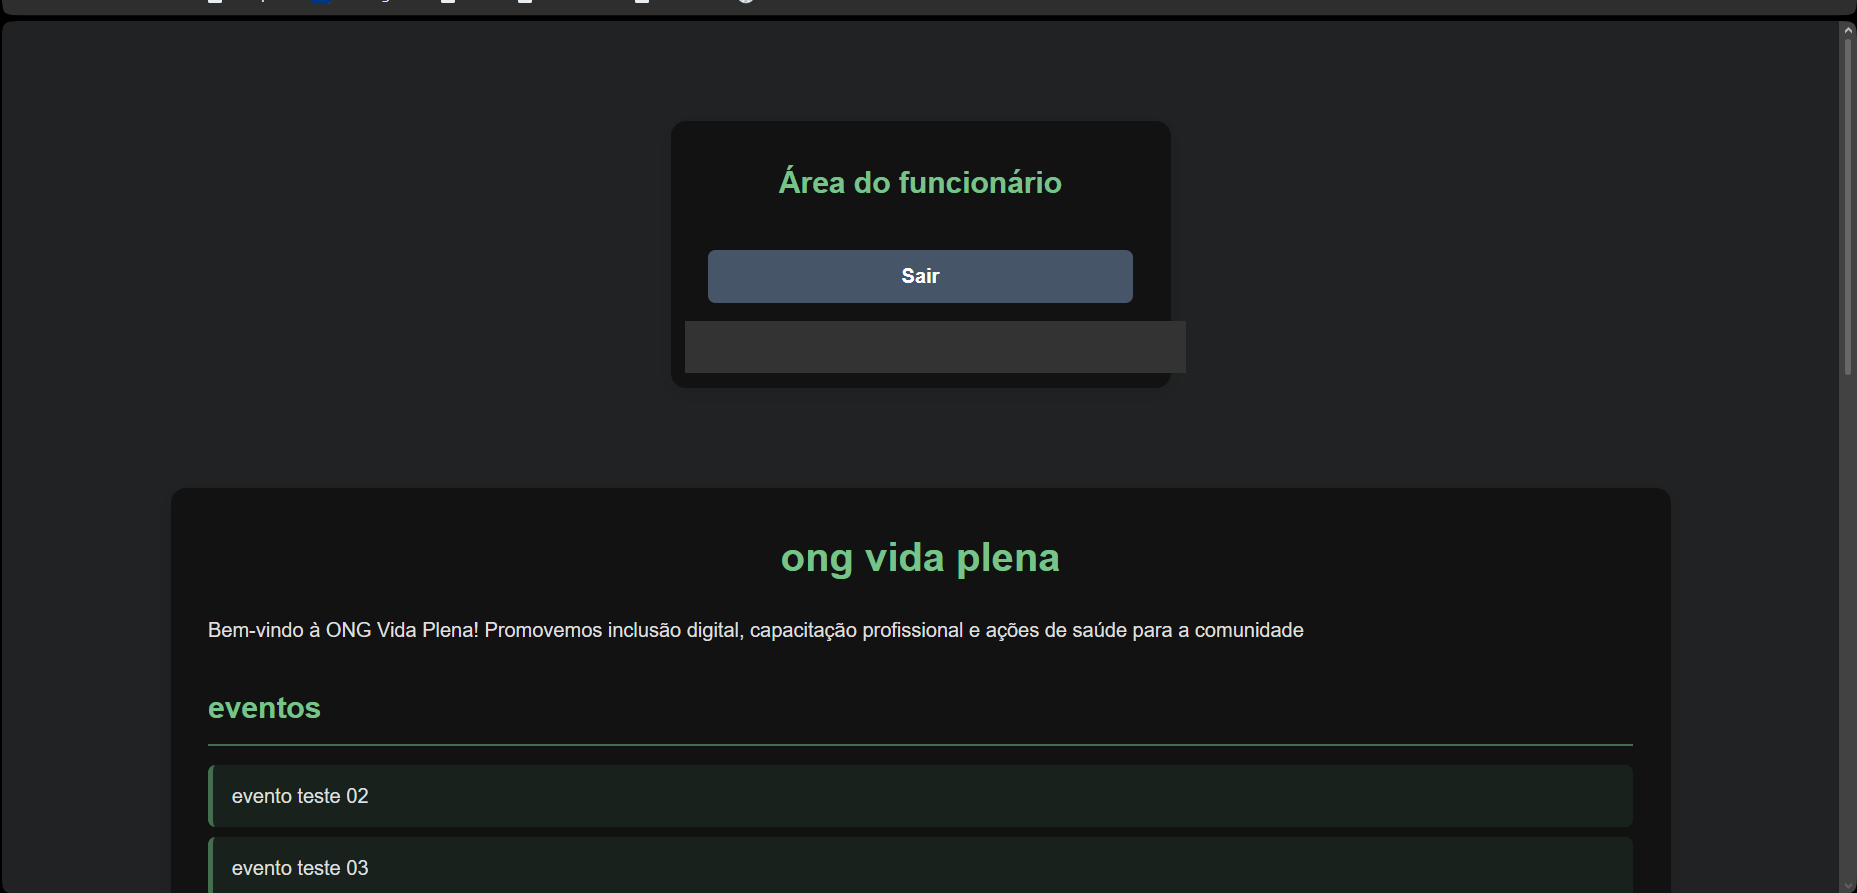 Área do funcionário
Sair
ong vida plena
Bem-vindo à ONG Vida Plena! Promovemos inclusão digital, capacitação profissional e ações de saúde para a comunidade
eventos
evento teste 02
evento teste 03